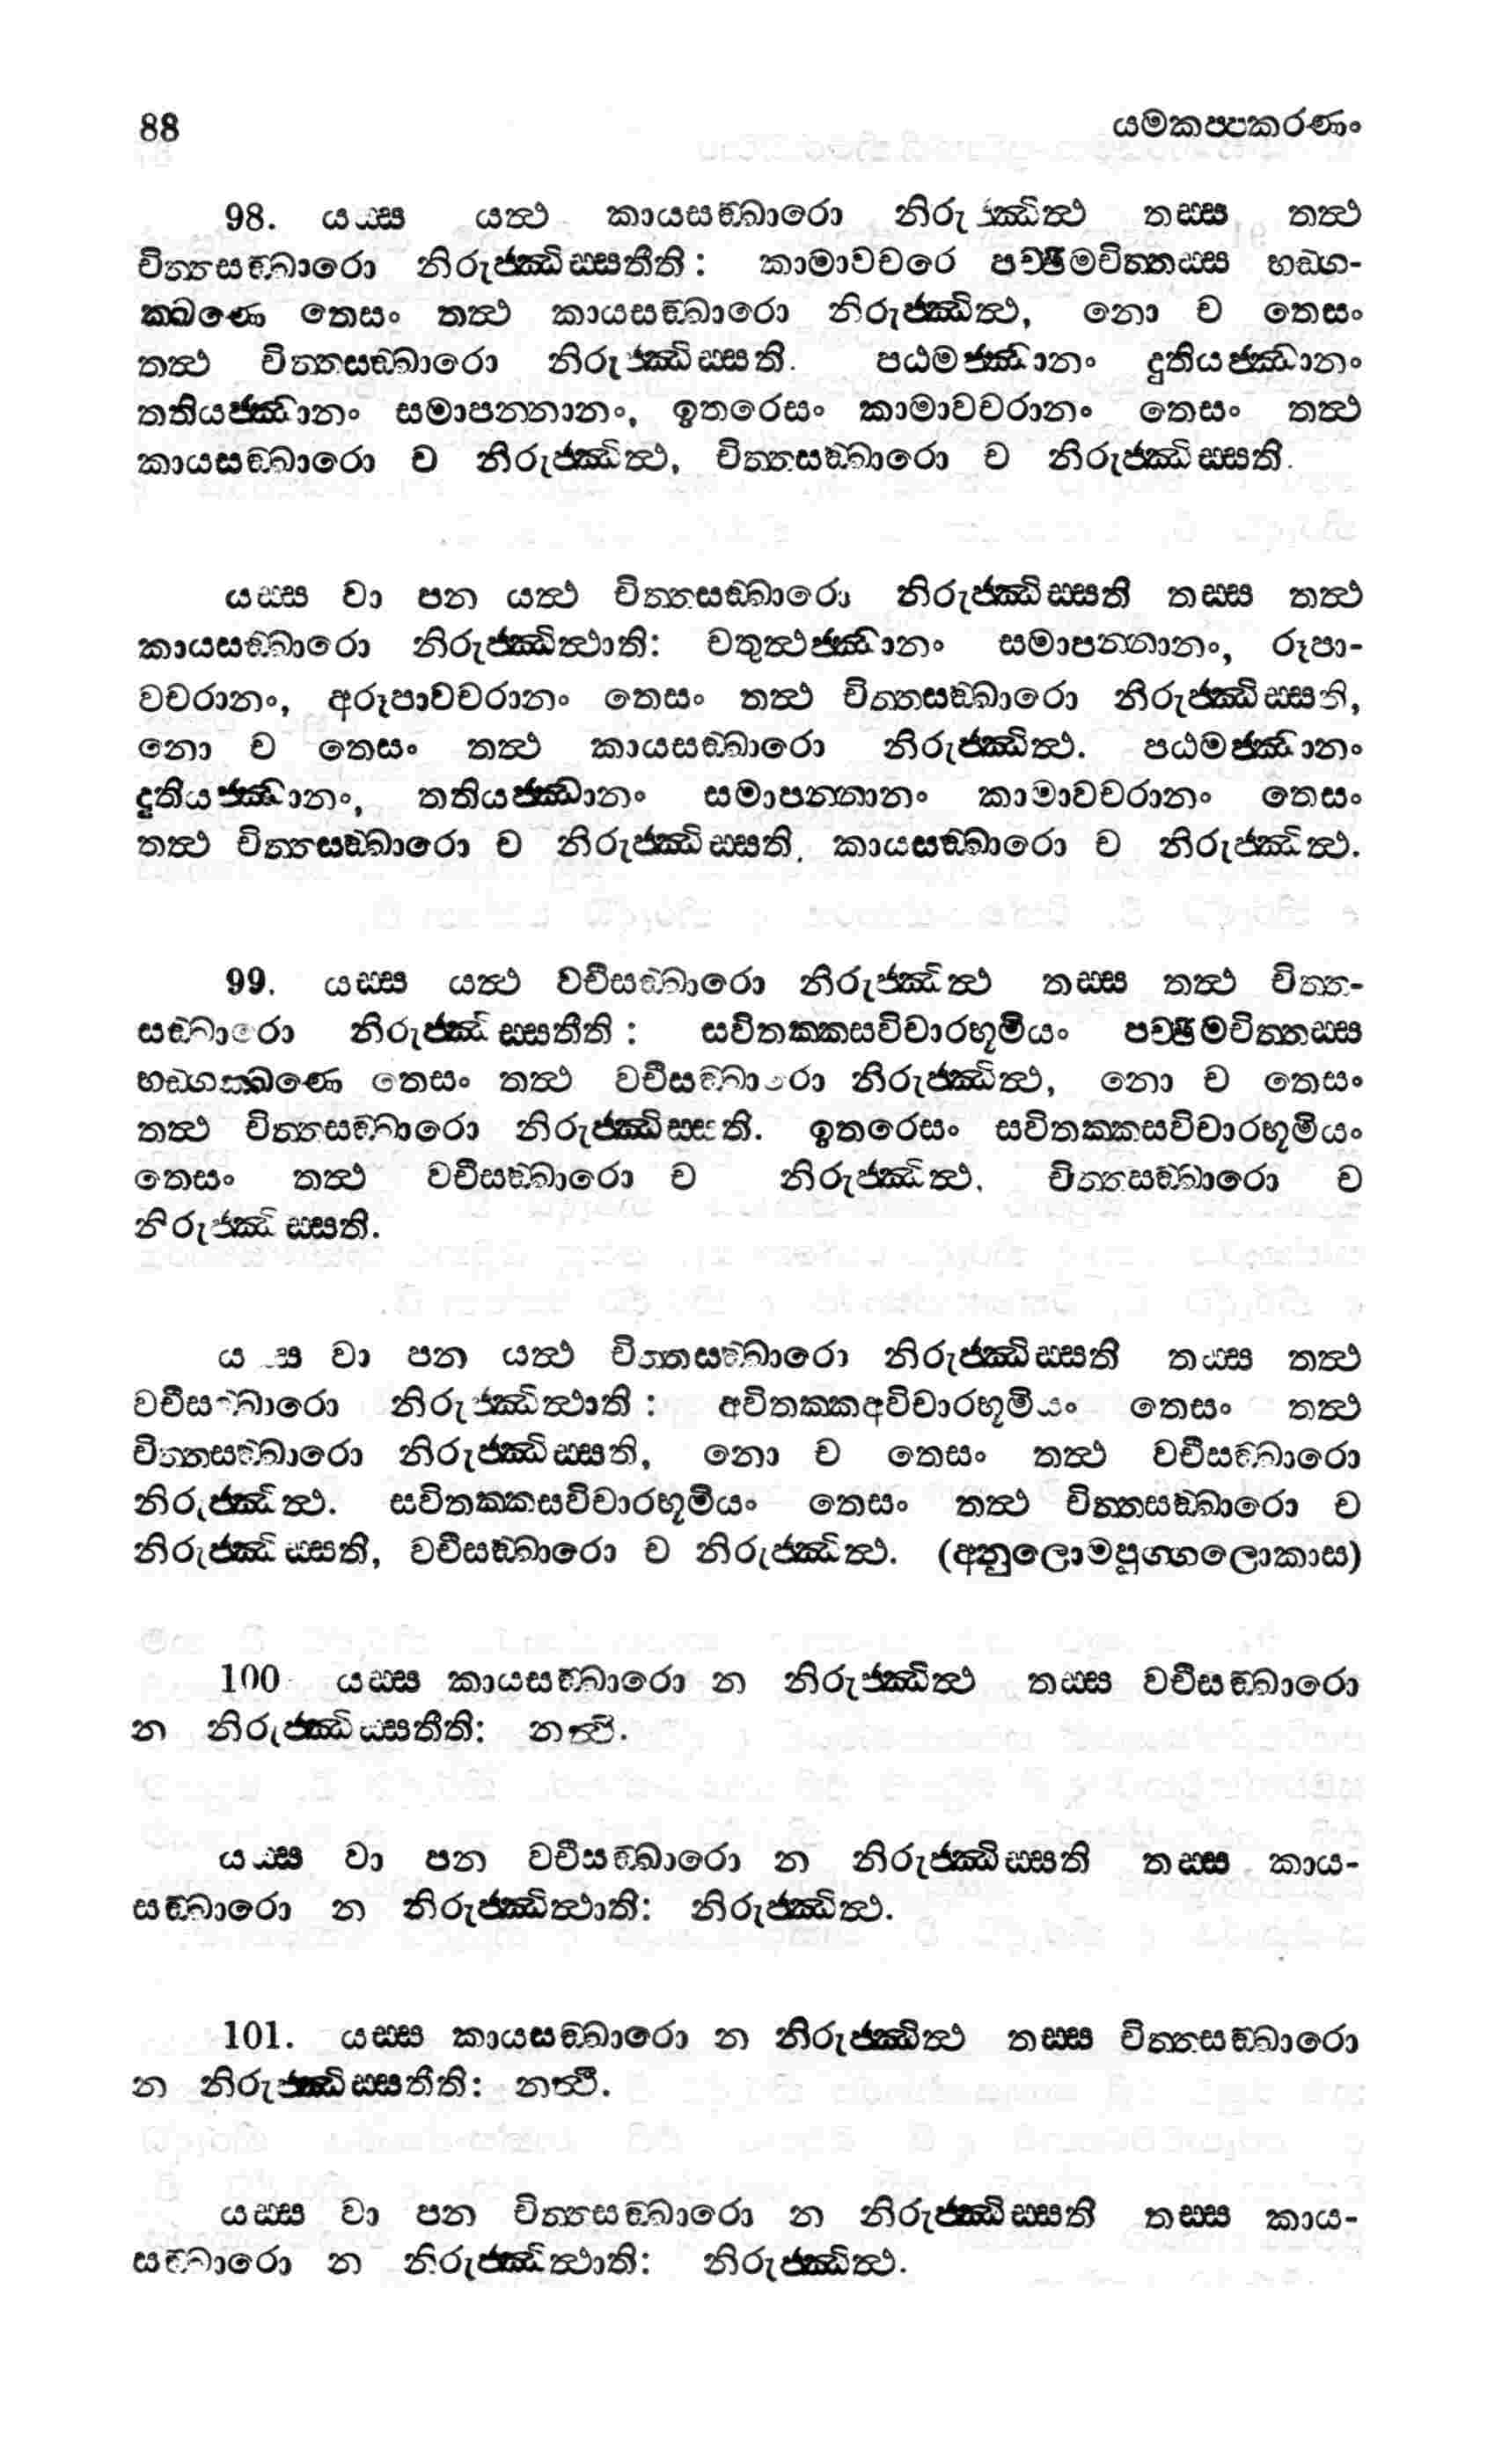 88 යමකප්පකරණං
98. යස්ස යත්ථ කායසඞ්ඛාරො නිරුජ්ඣිත්ථ තස්ස තත්ථ
චිත්තසඞ්ඛාරො නිරුජ්ඣිස්සතීති: කාමාවචරෙ පච්ඡිමචිත්තස්ස භඞ්ග-
ක්ඛණෙ තෙසං තත්ථ කායසඞ්ඛාරො නිරුජ්ඣිත්ථ, නො ච තෙසං
තත්ථ චිත්තසඞ්ඛාරො නිරුජ්ඣිස්සති. පඨමජ්ඣානං දුතියජ්ඣානං
තතියජ්ඣානං සමාපන්නානං, ඉතරෙසං කාමාවචරානං තෙසං තත්ථ
කායසඞ්ඛාරො ච නිරුජ්ඣිත්ථ, චිත්තසඞ්ඛාරො ච නිරුජ්ඣිස්සති.
යස්ස වා පන යත්ථ චිත්තසඞ්ඛාරො නිරුජ්ඣිස්සති තස්ස තත්ථ
කායසඞ්ඛාරො නිරුජ්ඣිත්ථාති: චතුත්ථජ්ඣානං සමාපන්නානං, රූපා-
වචරානං, අරූපාවචරානං තෙසං තත්ථ චිත්තසඞ්ඛාරො නිරුජ්ඣිස්සති,
නො ච තෙසං තත්ථ කායසඞ්ඛාරො නිරුජ්ඣිත්ථ. පඨමජ්ඣානං
දුතියජ්ඣානං, තතියජ්ඣානං සමාපන්නානං කාමාවචරානං තෙසං
තත්ථ චිත්තසඞ්ඛාරො ච නිරුජ්ඣිස්සති, කායසඞ්ඛාරො ච නිරුජ්ඣිත්ථ.
99. යස්ස යත්ථ වචීසඞ්ඛාරො නිරුජ්ඣිත්ථ තස්ස තත්ථ චිත්ත-
සඞ්ඛාරො නිරුජ්ඣිස්සතීති: සවිතක්කසවිචාරභූමියං පච්ඡිමචිත්තස්ස
භඞ්ගක්ඛණෙ තෙසං තත්ථ වචීසඞ්ඛාරො නිරුජ්ඣිත්ථ, නො ච තෙසං
තත්ථ චිත්තසඞ්ඛාරො නිරුජ්ඣිස්සති. ඉතරෙසං සවිතක්කසවිචාරභූමියං
තෙසං තත්ථ වචීසඞ්ඛාරො ච නිරුජ්ඣිත්ථ, චිත්තසඞ්ඛාරො ච
නිරුජ්ඣිස්සති.
යස්ස වා පන යත්ථ චිත්තසඞ්ඛාරො නිරුජ්ඣිස්සති තස්ස තත්ථ
වචීසඞ්ඛාරො නිරුජ්ඣිත්ථාති: අවිතක්කඅවිචාරභූමියං තෙසං තත්ථ
චිත්තසඞ්ඛාරො නිරුජ්ඣිස්සති, නො ච තෙසං තත්ථ වචීසඞ්ඛාරො
නිරුජ්ඣිත්ථ. සවිතක්කසවිචාරභූමියං තෙසං තත්ථ චිත්තසඞ්ඛාරො ච
නිරුජ්ඣිස්සති, වචීසඞ්ඛාරො ච නිරුජ්ඣිත්ථ. (අනුලොමපුග්ගලොකාස)
100 යස්ස කායසඞ්ඛාරො න නිරුජ්ඣිත්ථ තස්ස වචීසඞ්ඛාරො
න නිරුජ්ඣිස්සතීති: නත්ථි.
යස්ස වා පන වචීසඞ්ඛාරො න නිරුජ්ඣිස්සති තස්ස කාය-
සඞ්ඛාරො න නිරුජ්ඣිත්ථාති: නිරුජ්ඣිත්ථ.
101. යස්ස කායසඞ්ඛාරො න නිරුජ්ඣිත්ථ තස්ස චිත්තසඞ්ඛාරො
න නිරුජ්ඣිස්සතීති: නත්ථි.
යස්ස වා පන චිත්තසඞ්ඛාරො න නිරුජ්ඣිස්සති තස්ස කාය-
සඞ්ඛාරො න නිරුජ්ඣිත්ථාති: නිරුජ්ඣිත්ථ.